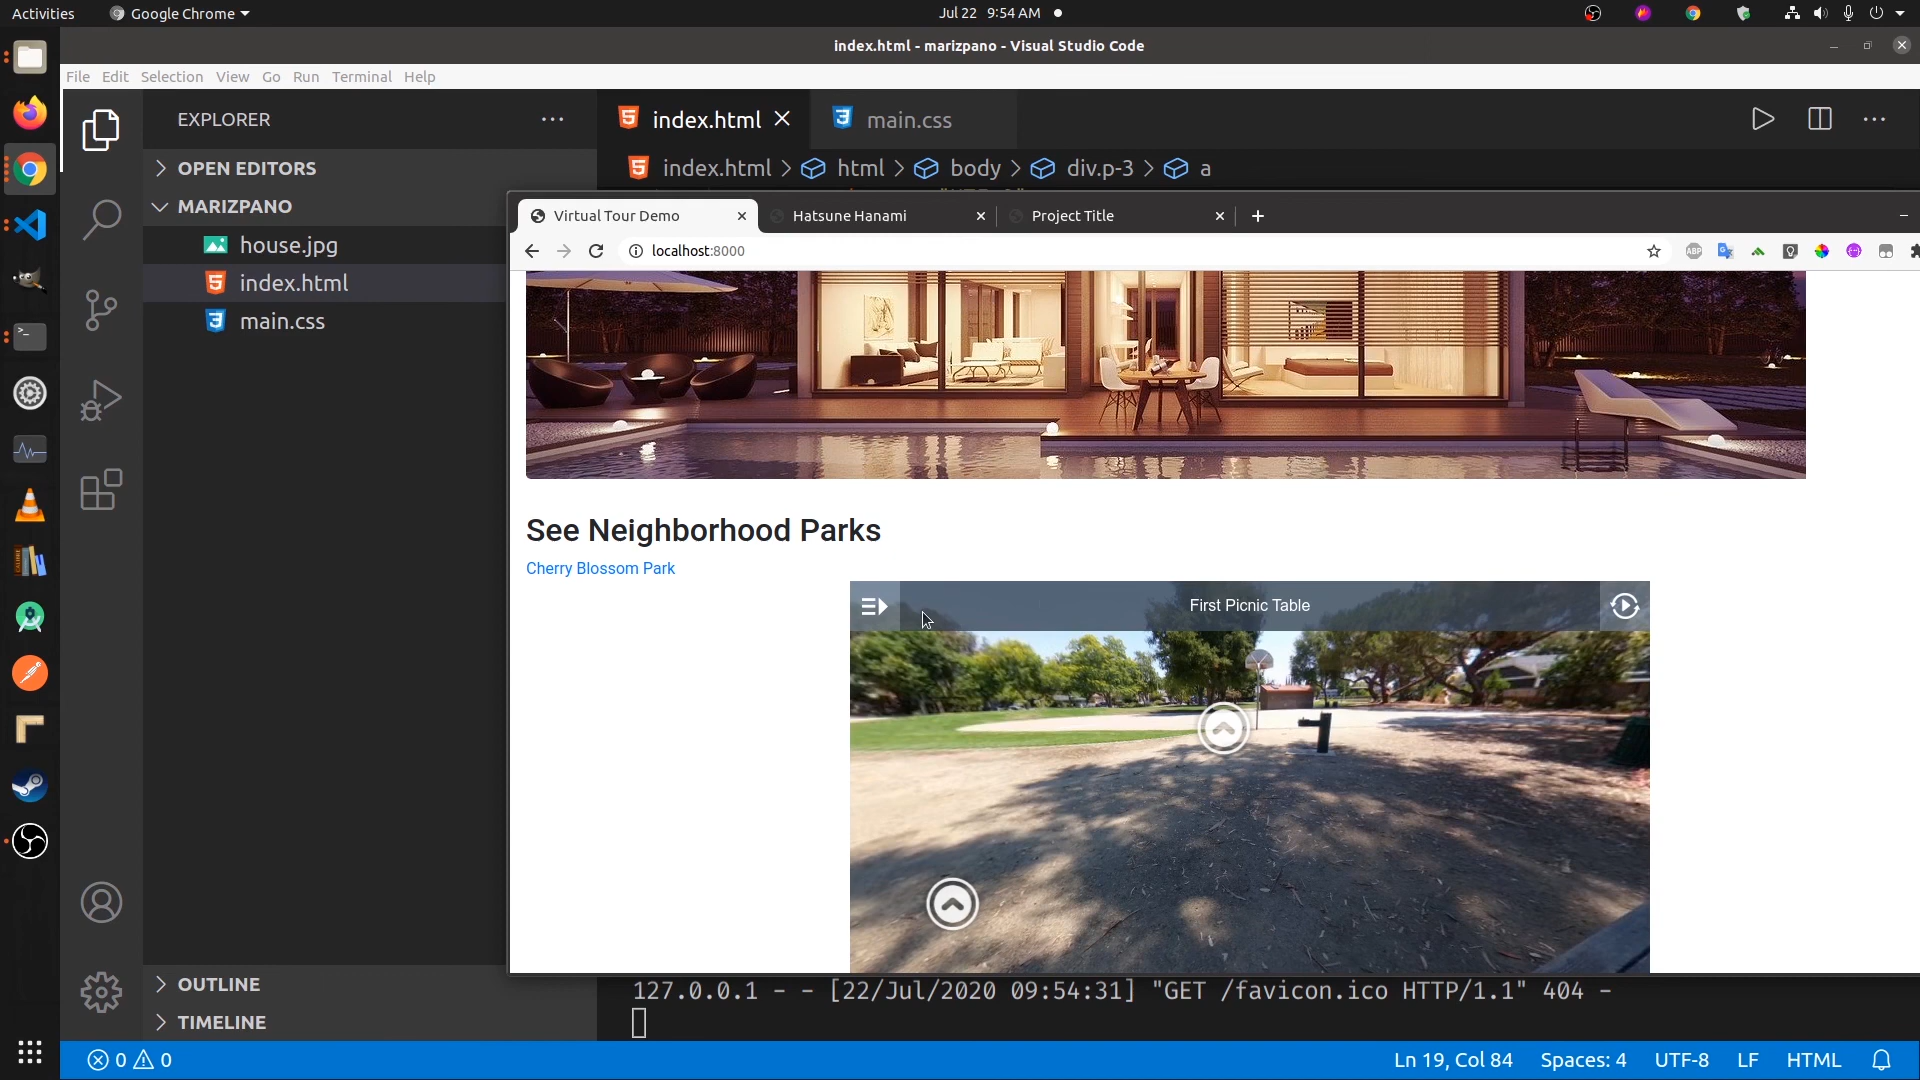 Activities Google Chrome Jul 22 9:54 AM
index.html - marizpano - Visual Studio Code
File Edit Selection View Go Run Terminal Help
EXPLORER
index.html
main.css
OPEN EDITORS
index.html > html > body > div.p-3 > a
MARIZPANO
house.jpg
index.html
main.css
Virtual Tour Demo
Hatsune Hanami
Project Title
localhost:8000
ABP
See Neighborhood Parks
Cherry Blossom Park
First Picnic Table
OUTLINE
TIMELINE
127.0.0.1 - - [22/Jul/2020 09:54:31] "GET /favicon.ico HTTP/1.1" 404 -
0 0
Ln 19, Col 84 Spaces: 4 UTF-8 LF HTML